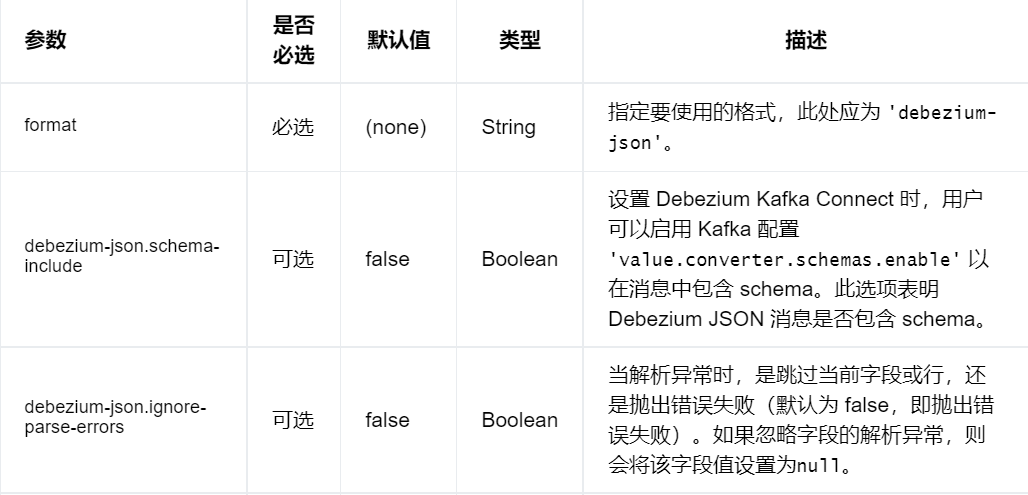 参数
是否
必选
默认值
类型
描述
format
必选
(none)
String
指定要使用的格式，此处应为 'debezium-
json'。
debezium-json.schema-
include
可选
false
Boolean
设置 Debezium Kafka Connect 时，用户
可以启用 Kafka 配置
'value.converter.schemas.enable' 以
在消息中包含 schema。此选项表明
Debezium JSON 消息是否包含 schema。
debezium-json.ignore-
parse-errors
可选
false
Boolean
当解析异常时，是跳过当前字段或行，还
是抛出错误失败（默认为 false，即抛出错
误失败）。如果忽略字段的解析异常，则
会将该字段值设置为null。